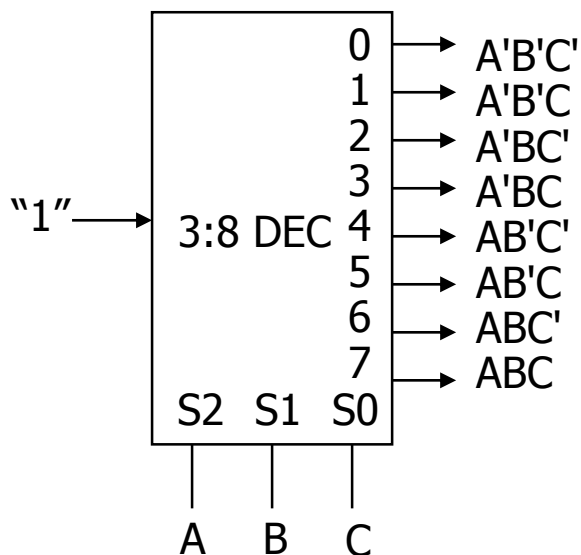 0 A'B'C'
1 A'B'C
2 A'BC'
3 A'BC
“1” 3:8 DEC 4 AB'C'
5 AB'C
6 ABC'
7 ABC
S2 S1 S0
A B C